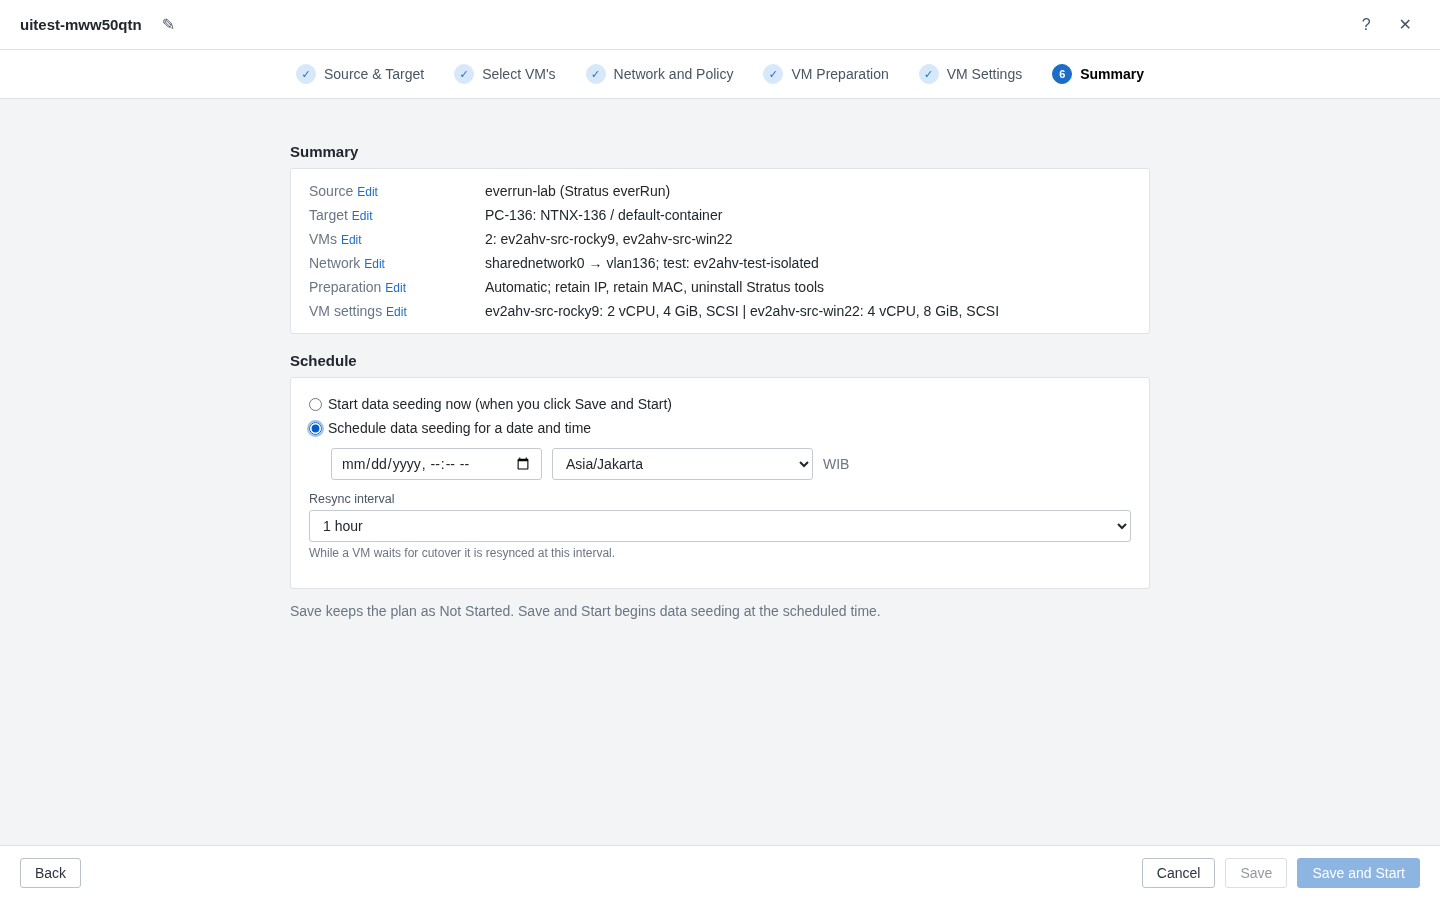 uitest-mww50qtn ✎ ? ✕
✓ Source & Target ✓ Select VM's ✓ Network and Policy ✓ VM Preparation ✓ VM Settings 6 Summary
Summary
Source Edit everrun-lab (Stratus everRun)
Target Edit PC-136: NTNX-136 / default-container
VMs Edit 2: ev2ahv-src-rocky9, ev2ahv-src-win22
Network Edit sharednetwork0 → vlan136; test: ev2ahv-test-isolated
Preparation Edit Automatic; retain IP, retain MAC, uninstall Stratus tools
VM settings Edit ev2ahv-src-rocky9: 2 vCPU, 4 GiB, SCSI | ev2ahv-src-win22: 4 vCPU, 8 GiB, SCSI
Schedule
Start data seeding now (when you click Save and Start)
Schedule data seeding for a date and time
mm/dd/yyyy, --:-- -- Asia/Jakarta WIB
Resync interval
1 hour
While a VM waits for cutover it is resynced at this interval.
Save keeps the plan as Not Started. Save and Start begins data seeding at the scheduled time.
Back Cancel Save Save and Start